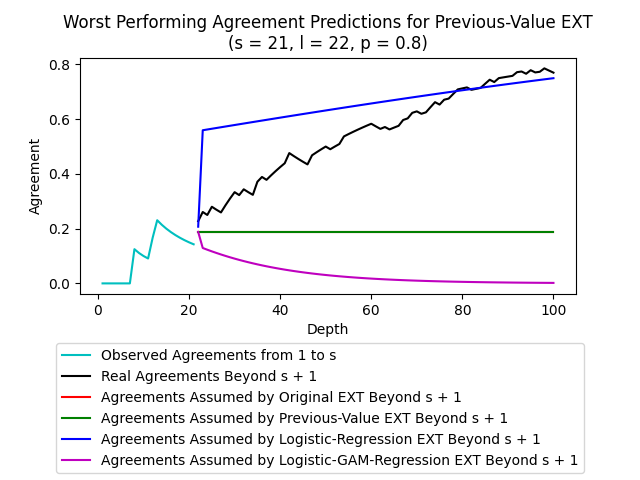 Worst Performing Agreement Predictions for Previous-Value EXT
(s = 21, l = 22, p = 0.8)
0.8
0.6
0.4
0.2
0.0
Agreement
0 20 40 60 80 100
Depth
Observed Agreements from 1 to s
Real Agreements Beyond s + 1
Agreements Assumed by Original EXT Beyond s + 1
Agreements Assumed by Previous-Value EXT Beyond s + 1
Agreements Assumed by Logistic-Regression EXT Beyond s + 1
Agreements Assumed by Logistic-GAM-Regression EXT Beyond s + 1